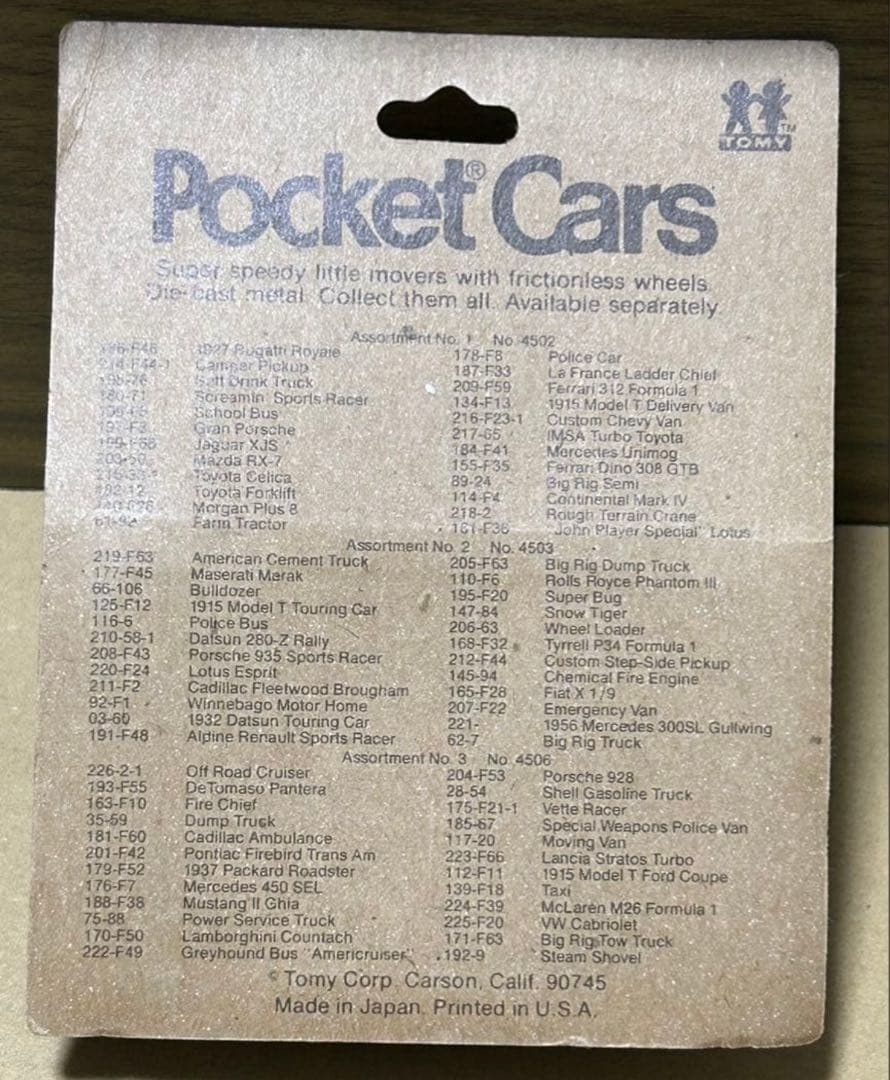 TOMY TM
Pocket® Cars
Super speedy little movers with frictionless wheels.
Die-cast metal. Collect them all. Available separately
Assortment No. 1 No. 4502
1927 Bugatti Royale
Camper Pickup
Soft Drink Truck
Screamin' Sports Racer
School Bus
Gran Porsche
Jaguar XJS
Mazda RX-7
Toyota Celica
Toyota Forklift
Morgan Plus 8
61-92 Farm Tractor
178-F8 Police Car
187-F33 La France Ladder Chief
209-F59 Ferrari 312 Formula 1
134-F13 1915 Model T Delivery Van
216-F23-1 Custom Chevy Van
217-65 IMSA Turbo Toyota
184-F41 Mercedes Unimog
155-F35 Ferrari Dino 308 GTB
89-24 Big Rig Semi
114-F4 Continental Mark IV
218-2 Rough Terrain Crane
161-F36 "John Player Special" Lotus
Assortment No. 2 No. 4503
219-F63 American Cement Truck
177-F45 Maserati Merak
66-106 Bulldozer
125-F12 1915 Model T Touring Car
116-6 Police Bus
210-58-1 Datsun 280-Z Rally
208-F43 Porsche 935 Sports Racer
220-F24 Lotus Esprit
211-F2 Cadillac Fleetwood Brougham
92-F1 Winnebago Motor Home
03-60 1932 Datsun Touring Car
191-F48 Alpine Renault Sports Racer
205-F63 Big Rig Dump Truck
110-F6 Rolls Royce Phantom III
195-F20 Super Bug
147-84 Snow Tiger
206-63 Wheel Loader
168-F32 Tyrrell P34 Formula 1
212-F44 Custom Step-Side Pickup
145-94 Chemical Fire Engine
165-F28 Fiat X 1/9
207-F22 Emergency Van
221- 1956 Mercedes 300SL Gullwing
62-7 Big Rig Truck
Assortment No. 3 No. 4506
226-2-1 Off Road Cruiser
193-F55 DeTomaso Pantera
163-F10 Fire Chief
35-59 Dump Truck
181-F60 Cadillac Ambulance
201-F42 Pontiac Firebird Trans Am
179-F52 1937 Packard Roadster
176-F7 Mercedes 450 SEL
188-F38 Mustang II Ghia
75-88 Power Service Truck
170-F50 Lamborghini Countach
222-F49 Greyhound Bus "Americruiser"
204-F53 Porsche 928
28-54 Shell Gasoline Truck
175-F21-1 Vette Racer
185-67 Special Weapons Police Van
117-20 Moving Van
223-F66 Lancia Stratos Turbo
112-F11 1915 Model T Ford Coupe
139-F18 Taxi
224-F39 McLaren M26 Formula 1
225-F20 VW Cabriolet
171-F63 Big Rig Tow Truck
192-9 Steam Shovel
© Tomy Corp. Carson, Calif. 90745
Made in Japan. Printed in U.S.A.